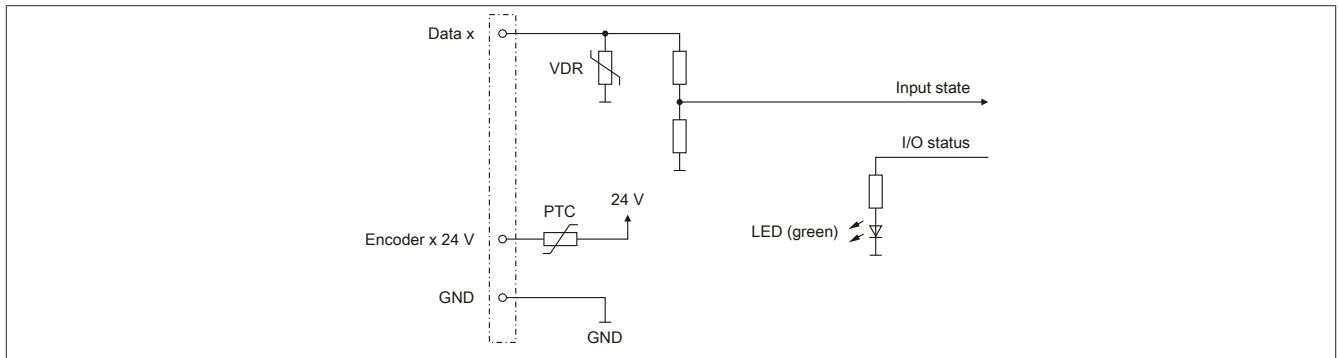 Data x
VDR
Input state
I/O status
24 V
PTC
LED (green)
Encoder x 24 V
GND
GND